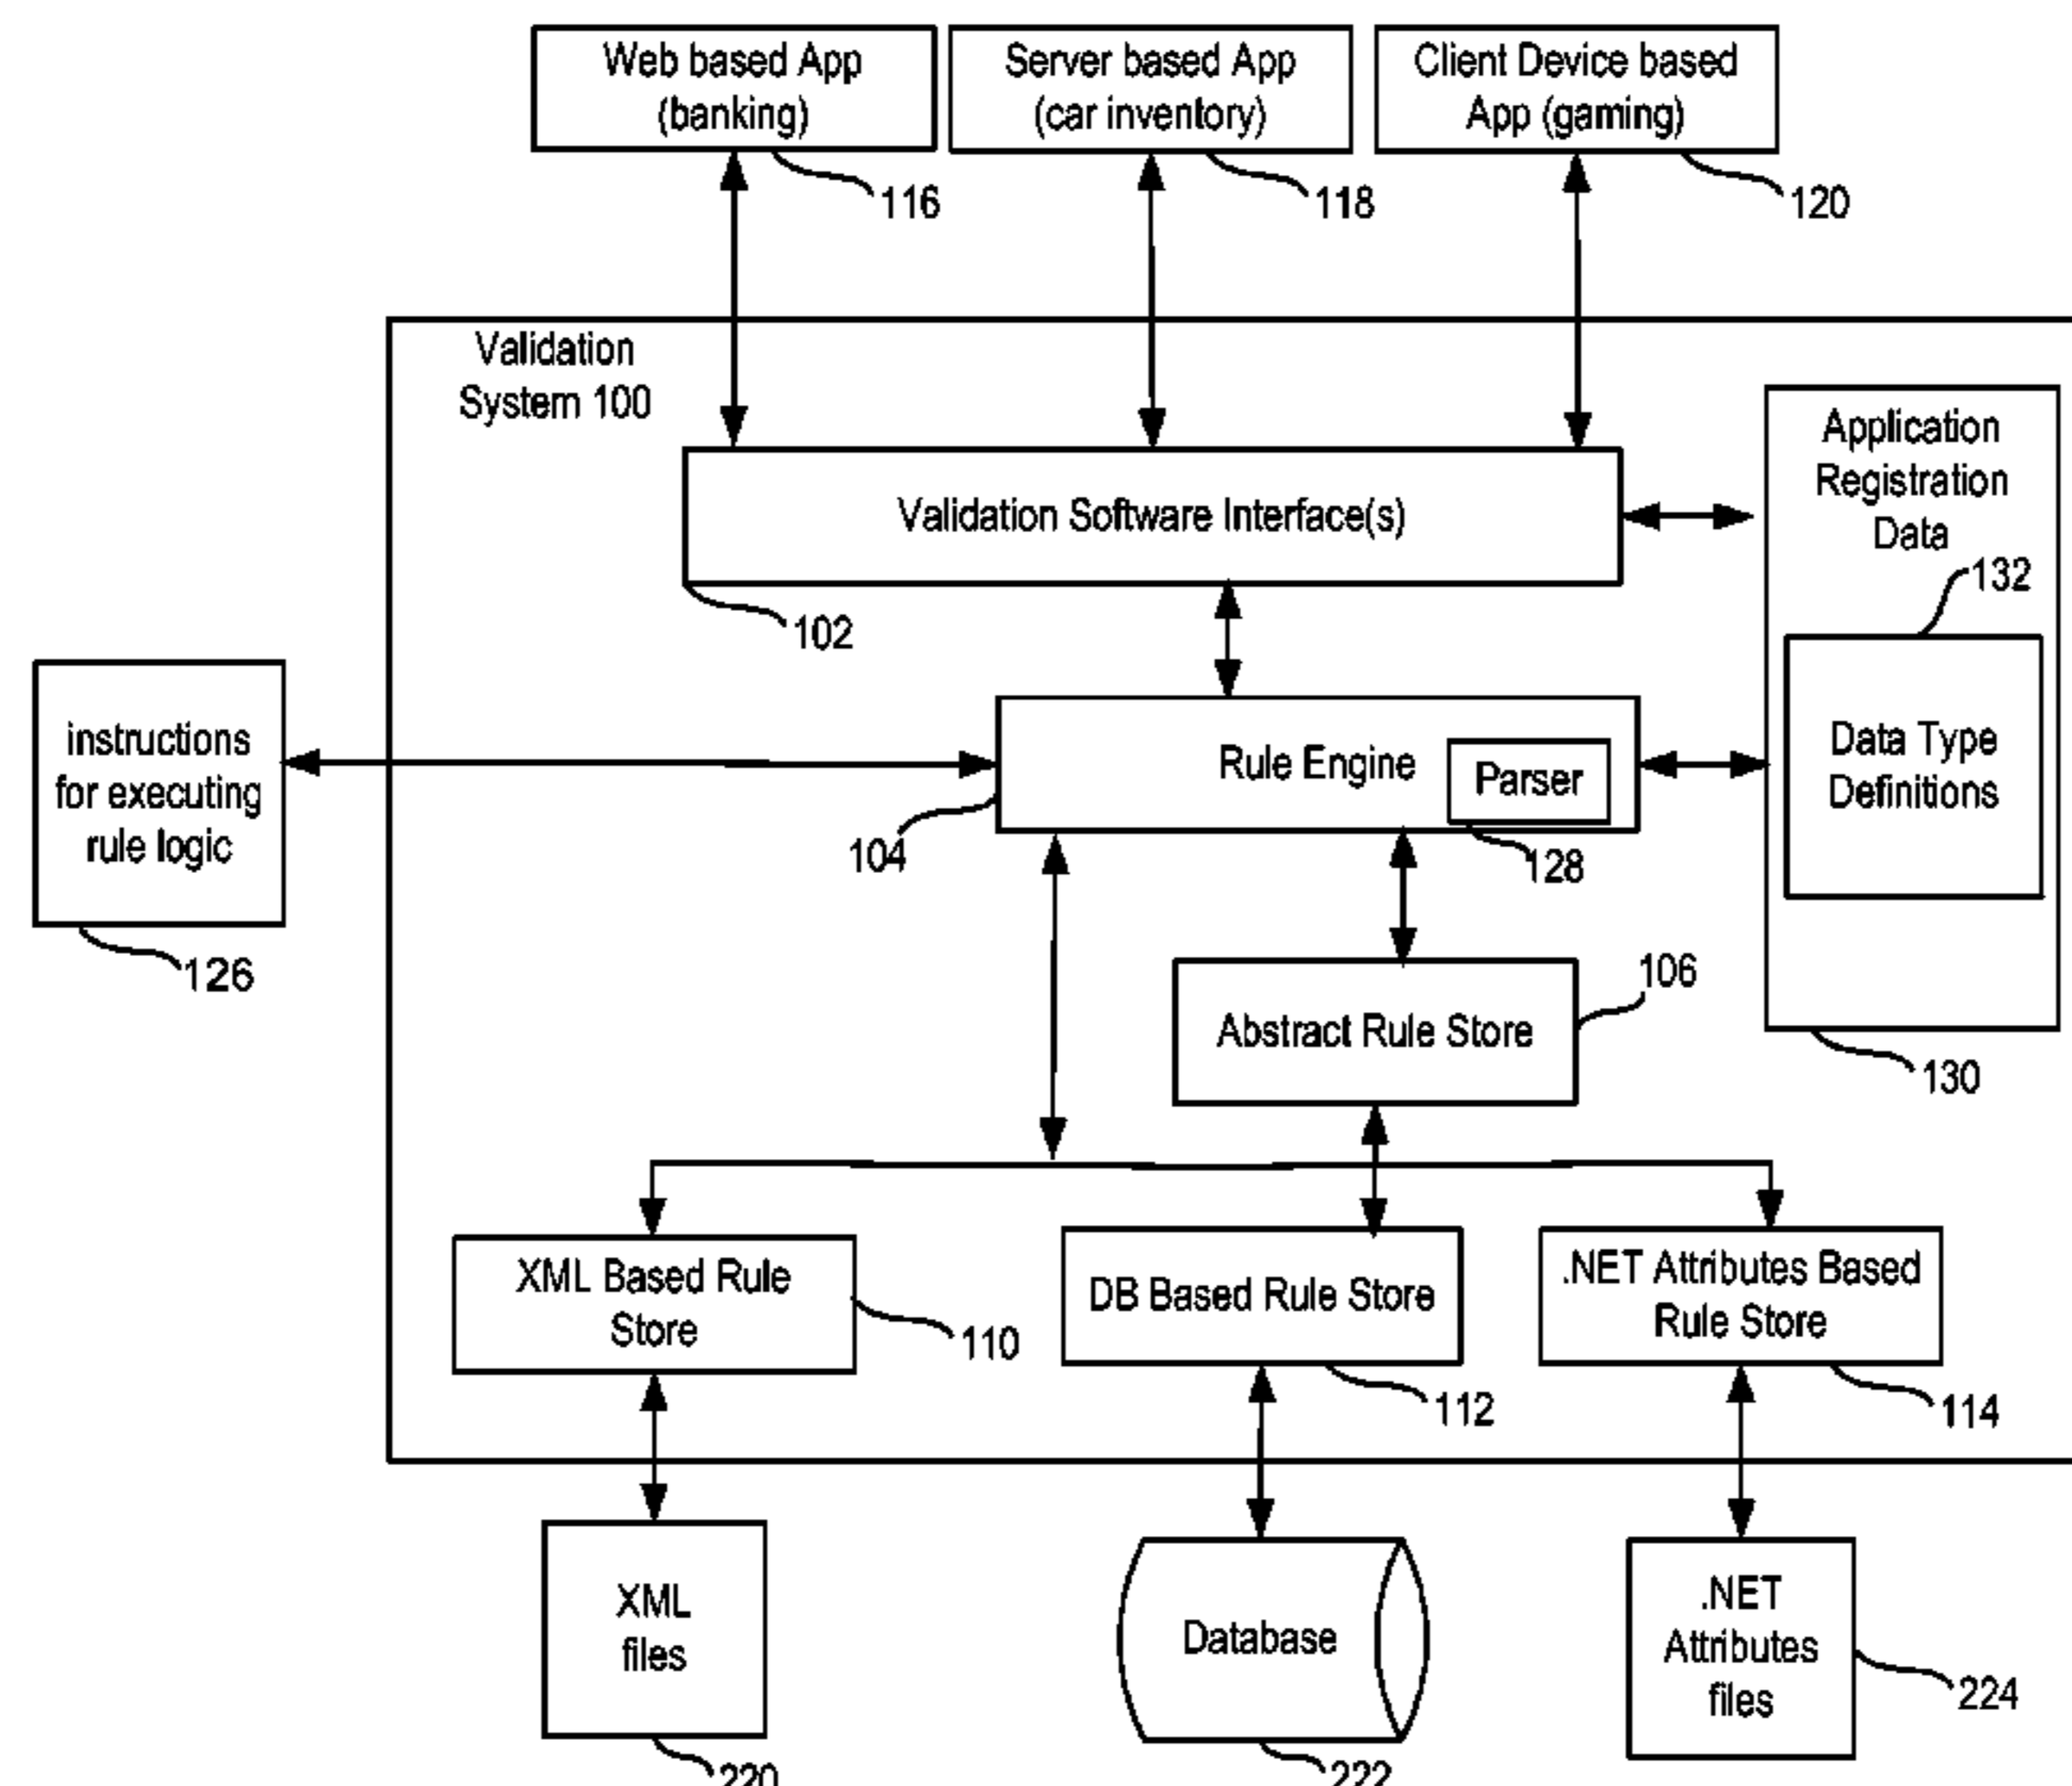 Web based App
(banking)
Server based App
(car inventory)
Client Device based
App (gaming)
116
118
120
Validation
System 100
Application
Registration
Data
Validation Software Interface(s)
132
102
instructions
for executing
rule logic
Rule Engine
Parser
Data Type
Definitions
104
128
126
106
Abstract Rule Store
130
XML Based Rule
Store
DB Based Rule Store
.NET Attributes Based
Rule Store
110
112
114
XML
files
Database
.NET
Attributes
files
224
220
222